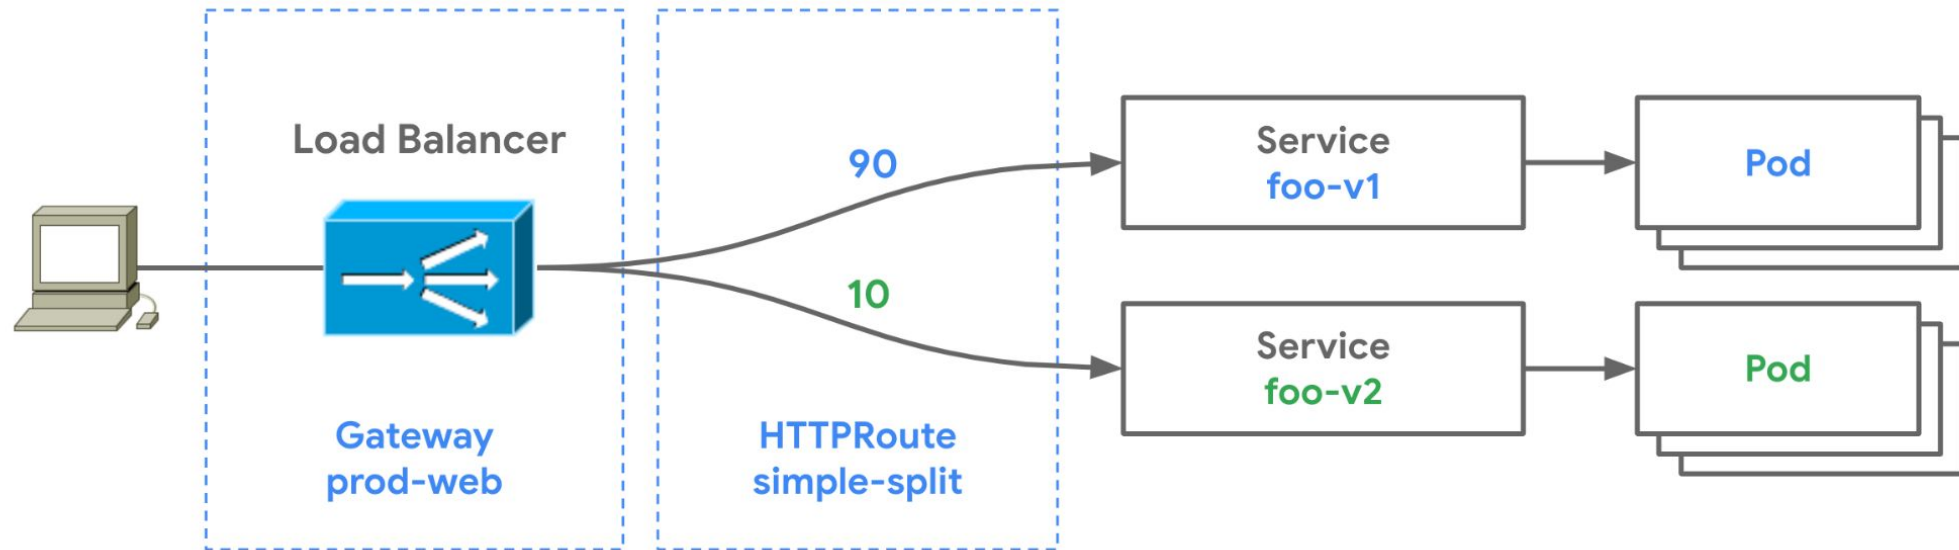 Load Balancer
Gateway
prod-web
90
10
HTTPRoute
simple-split
Service
foo-v1
Pod
Service
foo-v2
Pod